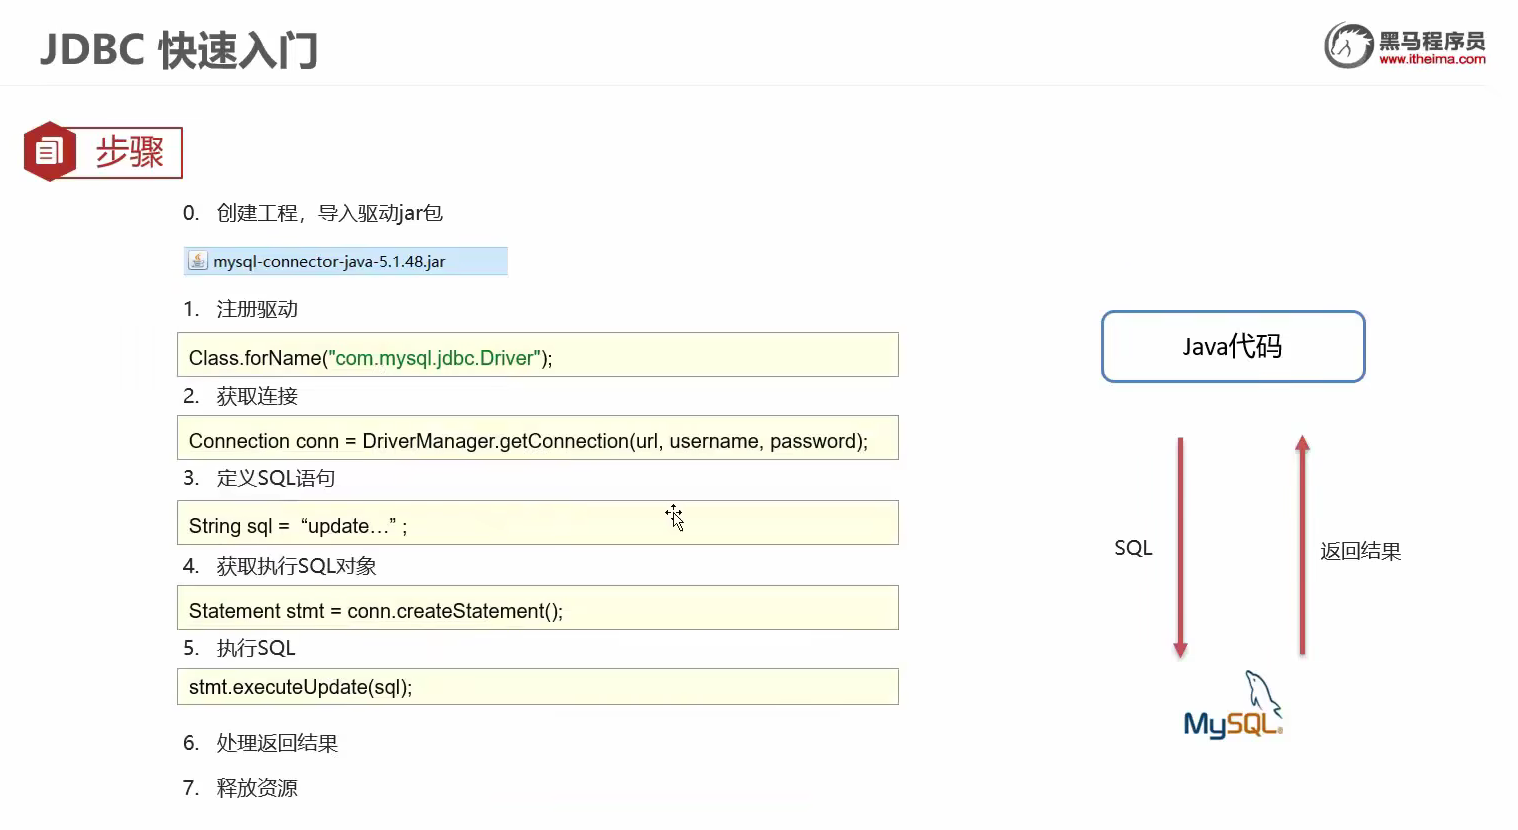 JDBC 快速入门
黑马程序员
www.itheima.com
步骤
0. 创建工程，导入驱动jar包
mysql-connector-java-5.1.48.jar
1. 注册驱动
Class.forName("com.mysql.jdbc.Driver");
2. 获取连接
Connection conn = DriverManager.getConnection(url, username, password);
3. 定义SQL语句
String sql = “update…” ;
4. 获取执行SQL对象
Statement stmt = conn.createStatement();
5. 执行SQL
stmt.executeUpdate(sql);
6. 处理返回结果
7. 释放资源
Java代码
SQL
返回结果
MySQL